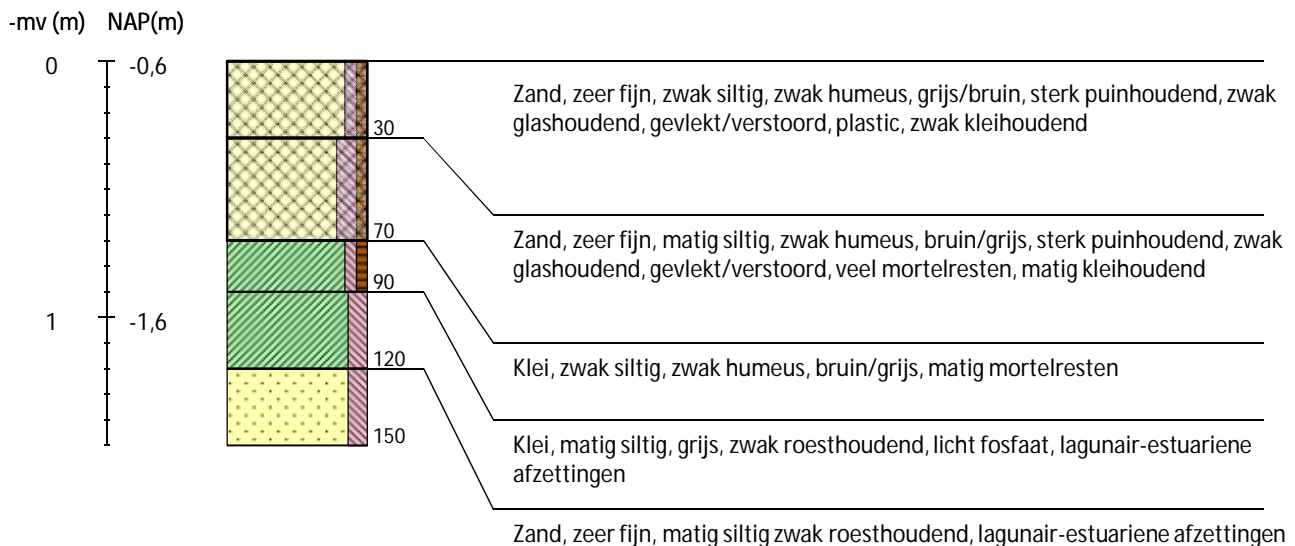 -mv (m) NAP(m)
0 -0,6
Zand, zeer fijn, zwak siltig, zwak humeus, grijs/bruin, sterk puinhoudend, zwak
glashoudend, gevlekt/verstoord, plastic, zwak kleihoudend
30
Zand, zeer fijn, matig siltig, zwak humeus, bruin/grijs, sterk puinhoudend, zwak
glashoudend, gevlekt/verstoord, veel mortelresten, matig kleihoudend
70
90
1 -1,6
Klei, zwak siltig, zwak humeus, bruin/grijs, matig mortelresten
120
150
Klei, matig siltig, grijs, zwak roesthoudend, licht fosfaat, lagunair-estuariene
afzettingen
Zand, zeer fijn, matig siltig zwak roesthoudend, lagunair-estuariene afzettingen